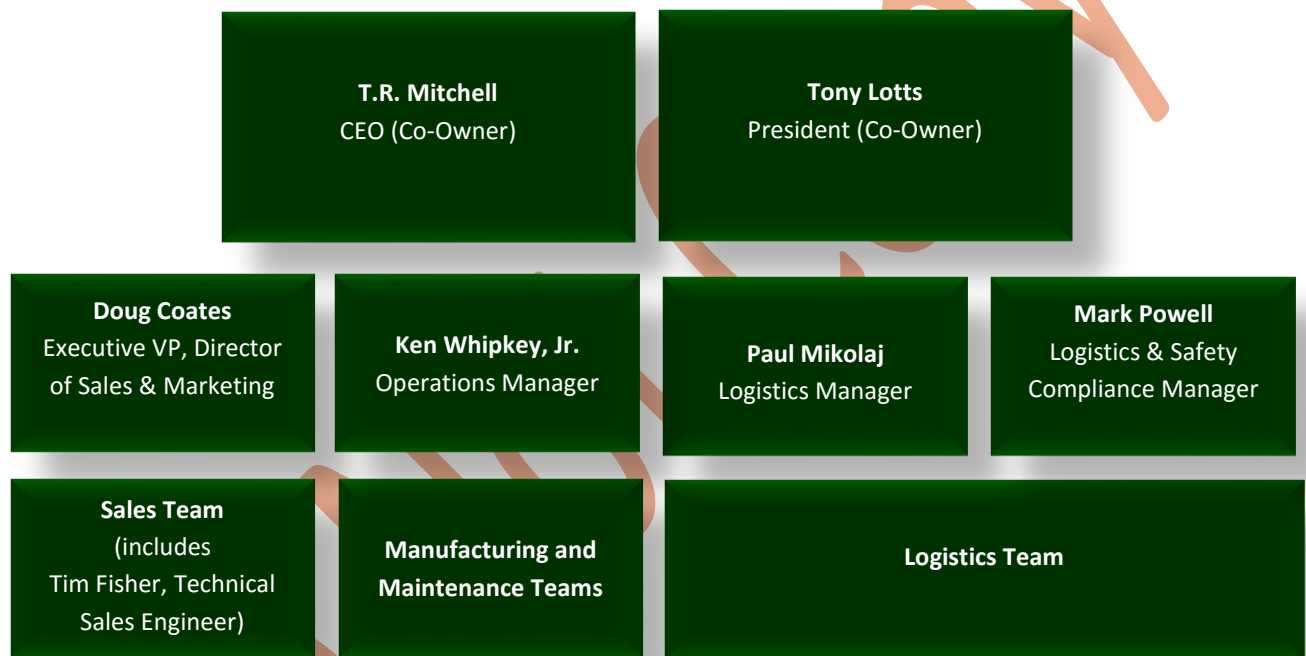 T.R. Mitchell
CEO (Co-Owner)
Tony Lotts
President (Co-Owner)
Doug Coates
Executive VP, Director
of Sales & Marketing
Ken Whipkey, Jr.
Operations Manager
Paul Mikolaj
Logistics Manager
Mark Powell
Logistics & Safety
Compliance Manager
Sales Team
(includes
Tim Fisher, Technical
Sales Engineer)
Manufacturing and
Maintenance Teams
Logistics Team